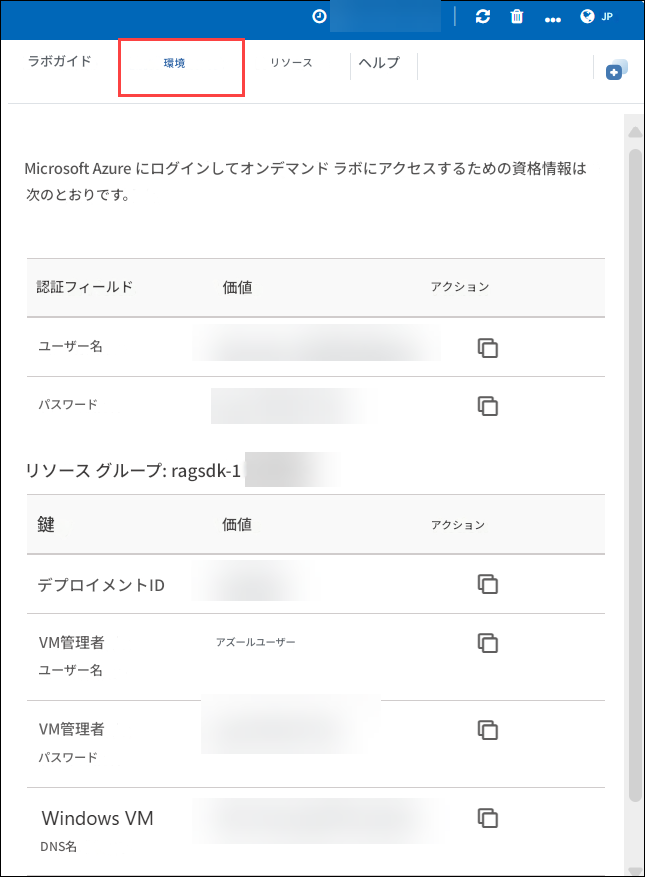 JP
ラボガイド
環境
リソース
ヘルプ
Microsoft Azure にログインしてオンデマンド ラボにアクセスするための資格情報は
次のとおりです。
認証フィールド 価値 アクション
ユーザー名
パスワード
リソース グループ: ragsdk-1
鍵 価値 アクション
デプロイメントID
VM管理者 アズールユーザー
ユーザー名
VM管理者
パスワード
Windows VM
DNS名